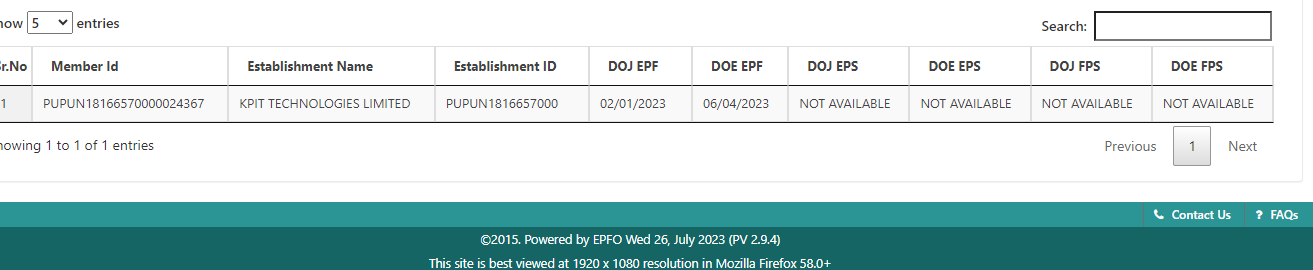 how 5 entries
Search:
Sr.No Member Id Establishment Name Establishment ID DOJ EPF DOE EPF DOJ EPS DOE EPS DOJ FPS DOE FPS
1 PUPUN18166570000024367 KPIT TECHNOLOGIES LIMITED PUPUN1816657000 02/01/2023 06/04/2023 NOT AVAILABLE NOT AVAILABLE NOT AVAILABLE NOT AVAILABLE
howing 1 to 1 of 1 entries
Previous 1 Next
Contact Us ? FAQs
©2015. Powered by EPFO Wed 26, July 2023 (PV 2.9.4)
This site is best viewed at 1920 x 1080 resolution in Mozilla Firefox 58.0+